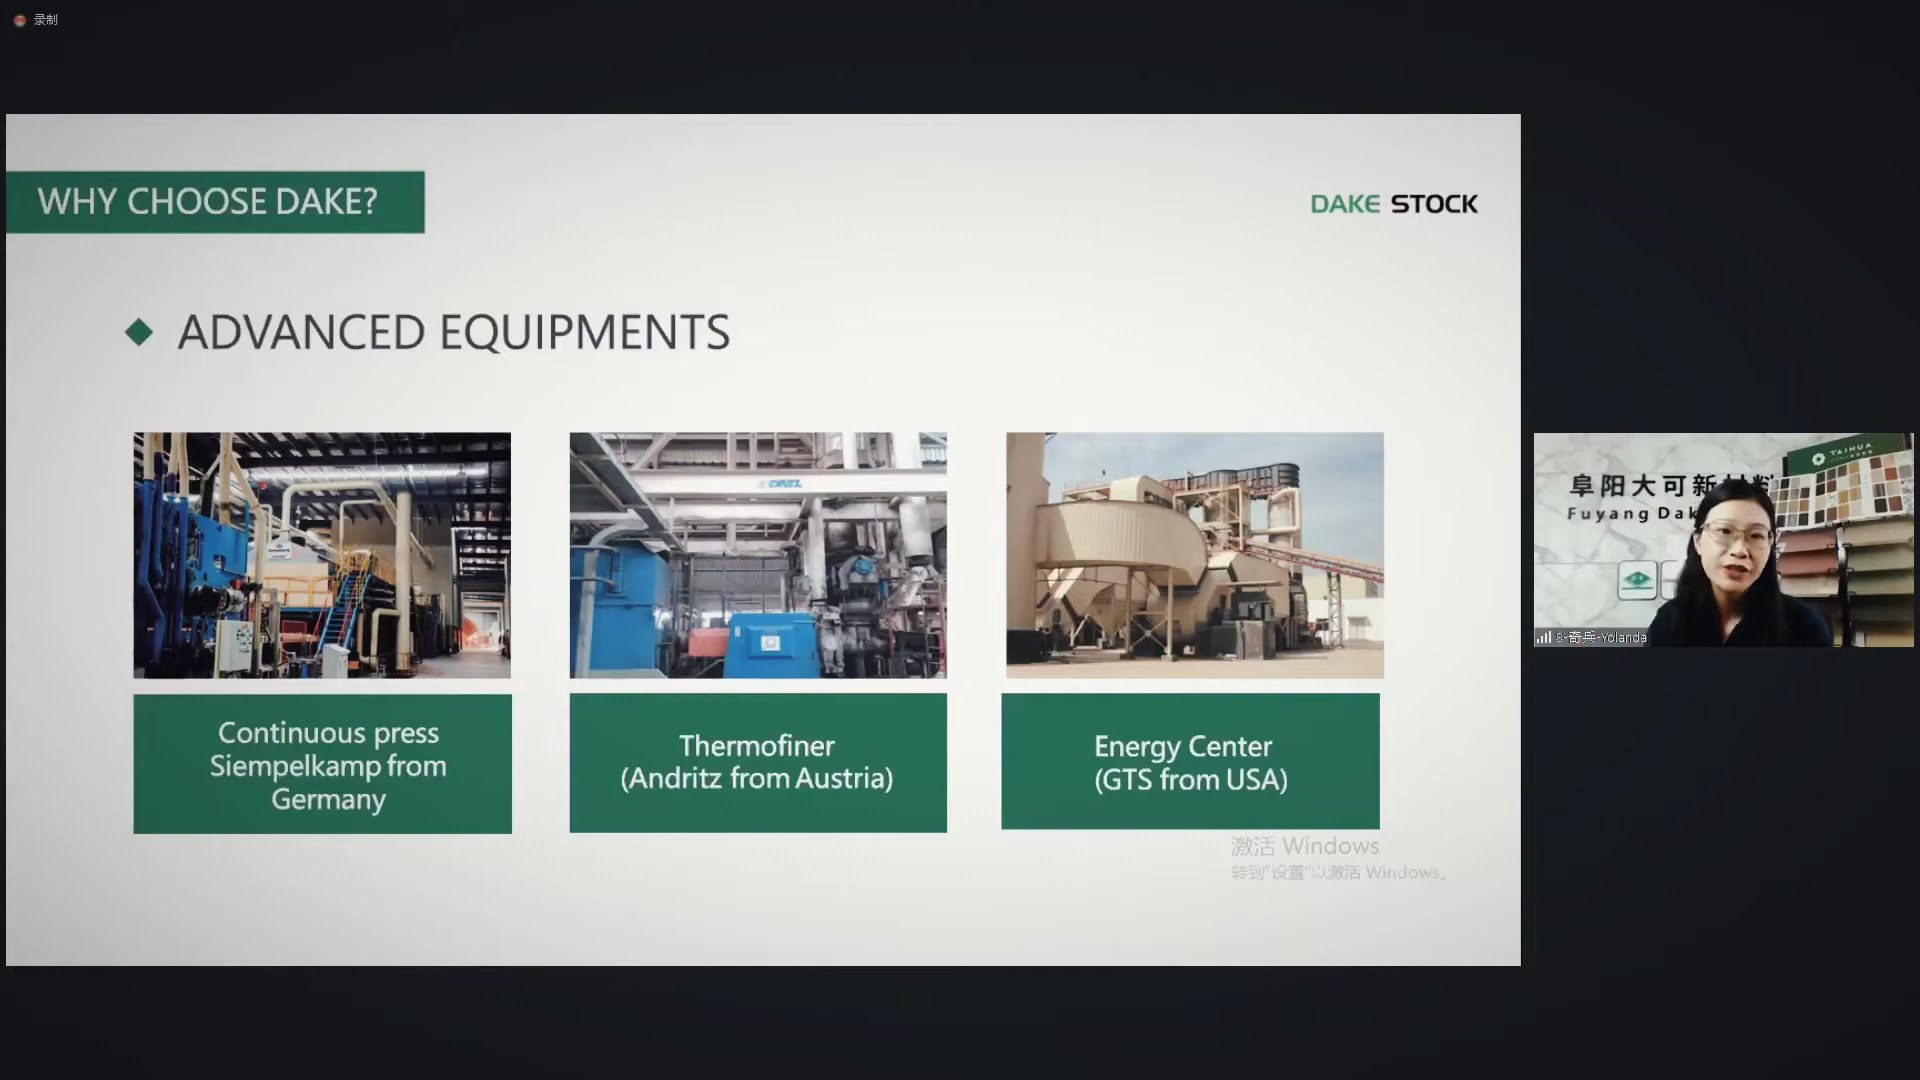 录制
WHY CHOOSE DAKE?
DAKE STOCK
ADVANCED EQUIPMENTS
Continuous press
Siempelkamp from
Germany
Thermofiner
(Andritz from Austria)
Energy Center
(GTS from USA)
激活 Windows
转到"设置"以激活 Windows。
TAIHUA
阜阳大可新材料
Fuyang Dak
8-奇兵-Yolanda